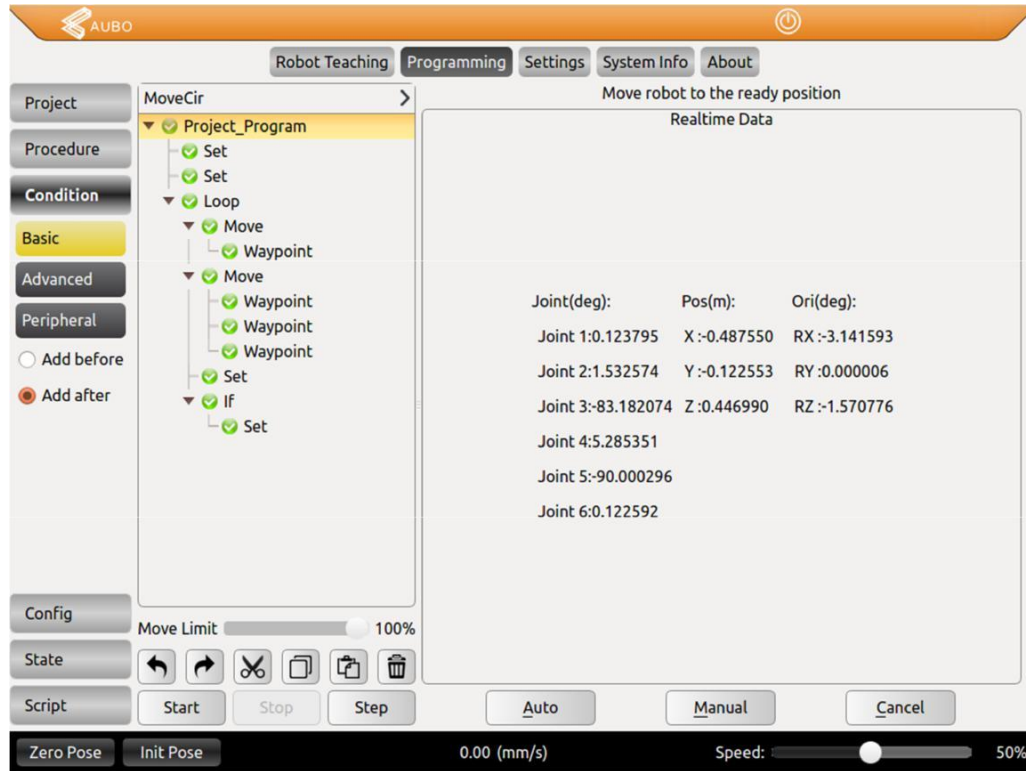 AUBO
Robot Teaching Programming Settings System Info About
Project
Procedure
Condition
Basic
Advanced
Peripheral
Add before
Add after
Config
State
Script
MoveCir
Project_Program
Set
Set
Loop
Move
Waypoint
Move
Waypoint
Waypoint
Waypoint
Set
If
Set
Move Limit 100%
Start Stop Step
Move robot to the ready position
Realtime Data
Joint(deg): Pos(m): Ori(deg):
Joint 1:0.123795 X :-0.487550 RX :-3.141593
Joint 2:1.532574 Y :-0.122553 RY :0.000006
Joint 3:-83.182074 Z :0.446990 RZ :-1.570776
Joint 4:5.285351
Joint 5:-90.000296
Joint 6:0.122592
Auto Manual Cancel
Zero Pose Init Pose 0.00 (mm/s) Speed: 50%